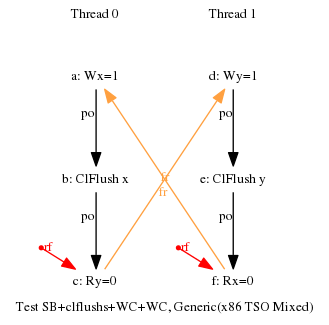 Thread 0 Thread 1
a: Wx=1 d: Wy=1
po po
b: ClFlush x e: ClFlush y
fr
fr
po po
rf rf
c: Ry=0 f: Rx=0
Test SB+clflushs+WC+WC, Generic(x86 TSO Mixed)